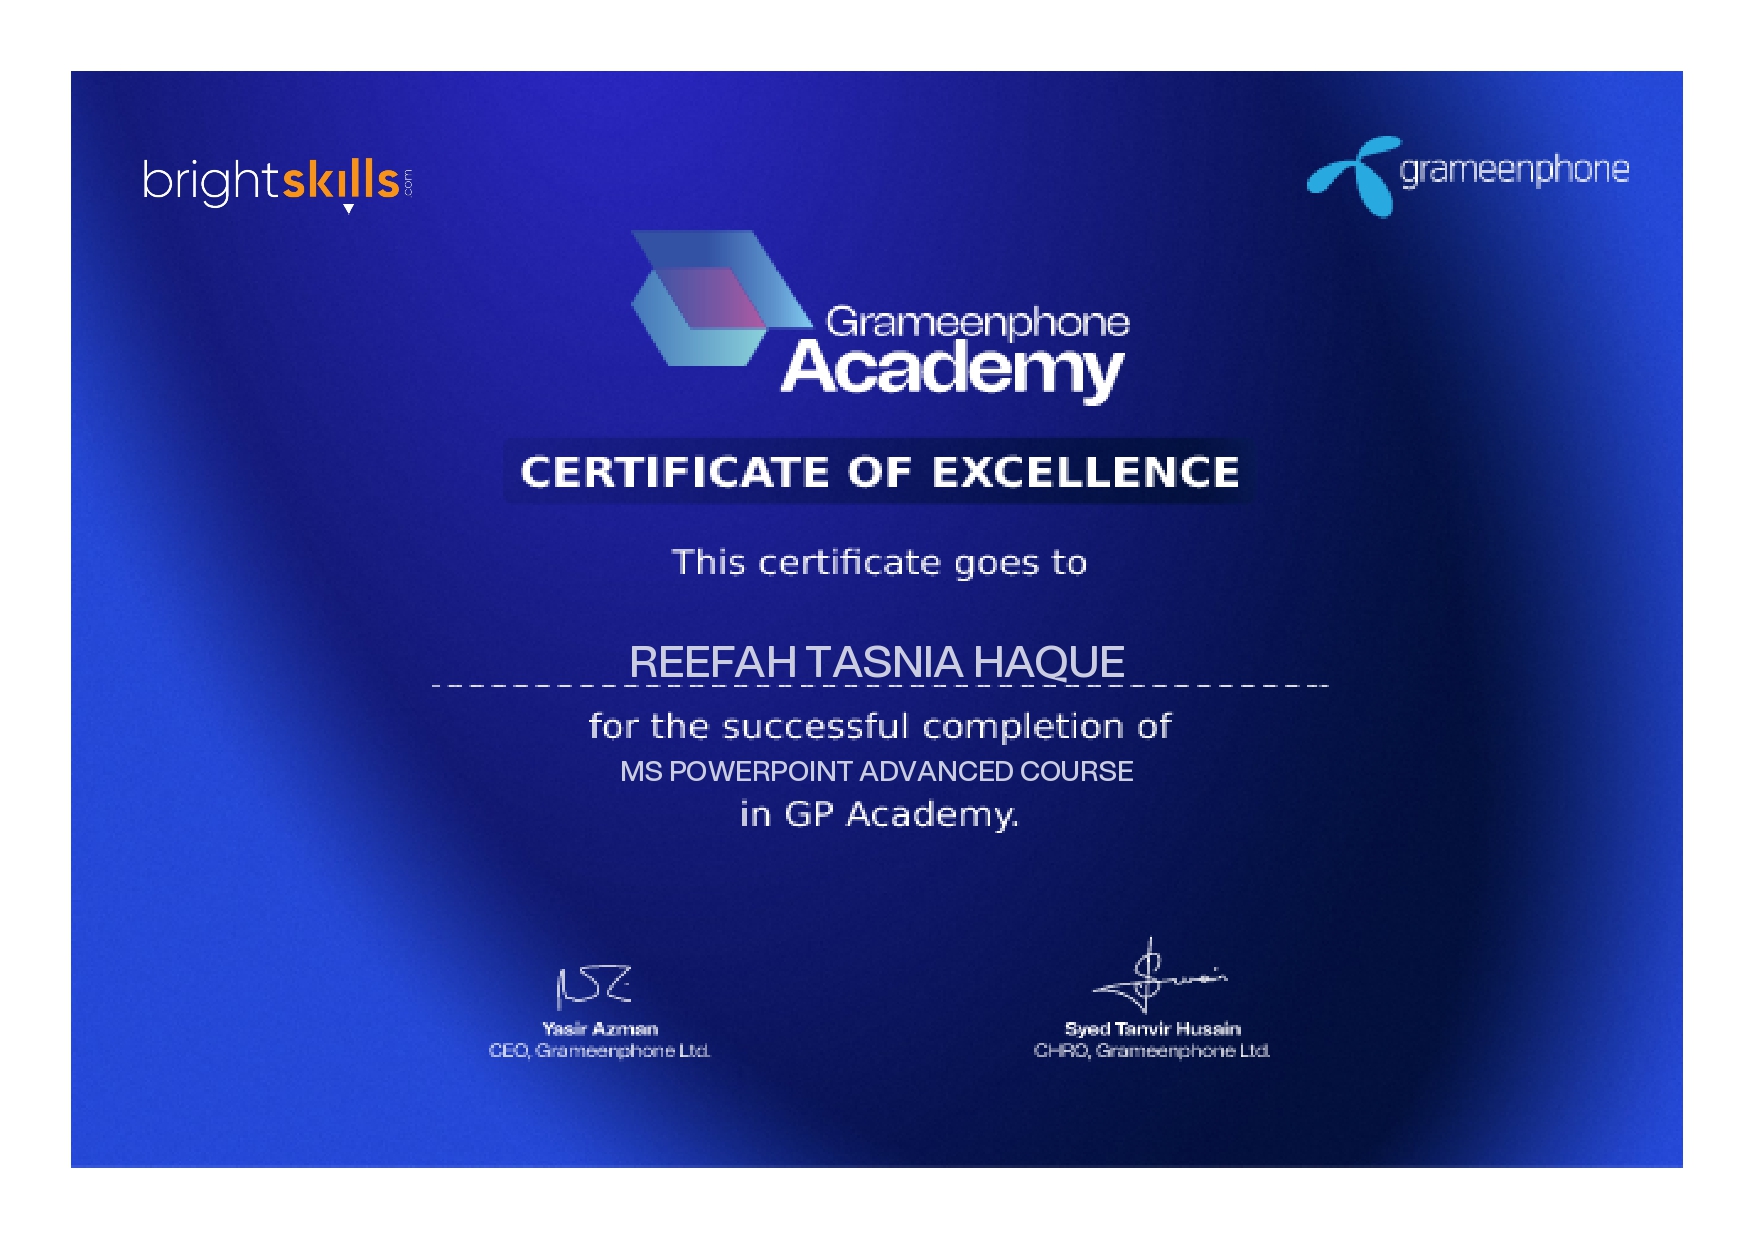 brightskills.com
grameenphone
Grameenphone
Academy
CERTIFICATE OF EXCELLENCE
This certificate goes to
REEFAH TASNIA HAQUE
for the successful completion of
MS POWERPOINT ADVANCED COURSE
in GP Academy.
Yasir Azman
CEO, Grameenphone Ltd.
Syed Tanvir Husain
CHRO, Grameenphone Ltd.